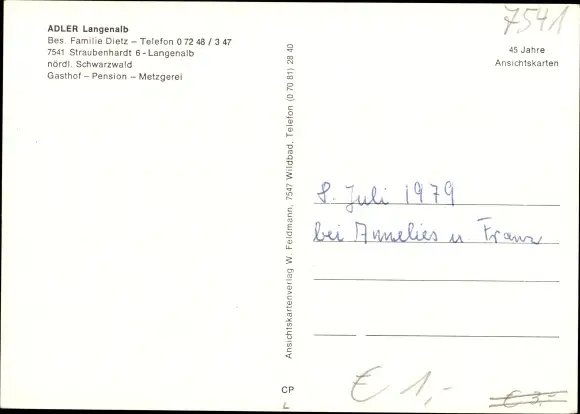 ADLER Langenalb
Bes. Familie Dietz – Telefon 0 72 48 / 3 47
7541 Straubenhardt 6 - Langenalb
nördl. Schwarzwald
Gasthof – Pension – Metzgerei
Ansichtskartenverlag W. Feldmann, 7547 Wildbad, Telefon (0 70 81) 28 40
CP
L
7541
45 Jahre
Ansichtskarten
8. Juli 1979
bei Annelies u Franz
€ 1,-
€ 3,-